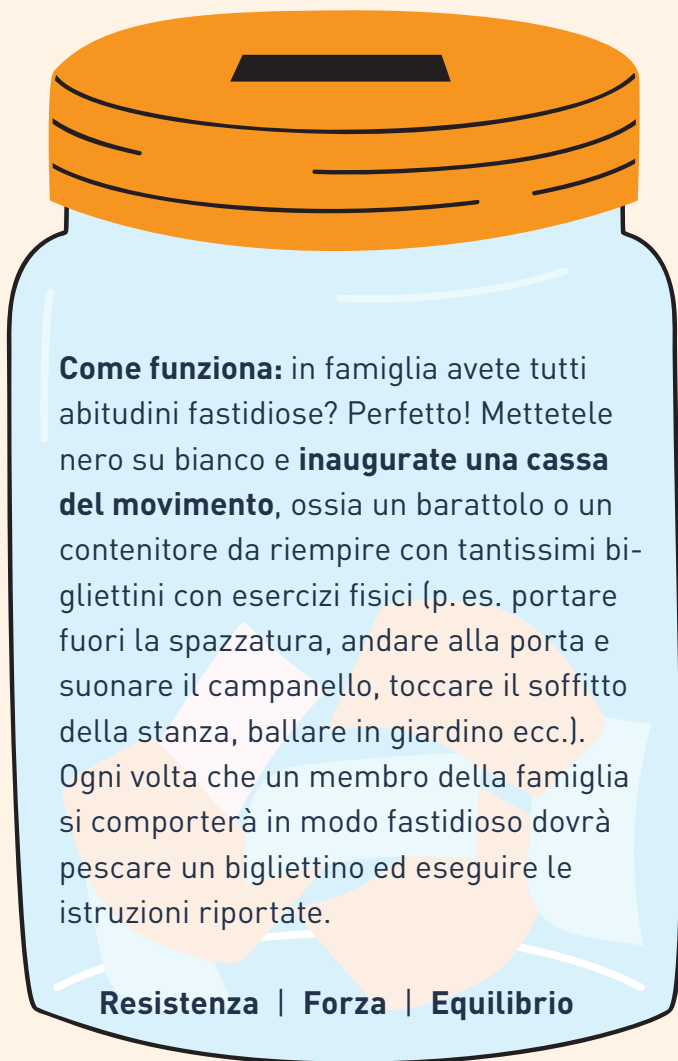 Come funziona: in famiglia avete tutti
abitudini fastidiose? Perfetto! Mettetele
nero su bianco e inaugurate una cassa
del movimento, ossia un barattolo o un
contenitore da riempire con tantissimi bi-
gliettini con esercizi fisici (p. es. portare
fuori la spazzatura, andare alla porta e
suonare il campanello, toccare il soffitto
della stanza, ballare in giardino ecc.).
Ogni volta che un membro della famiglia
si comporterà in modo fastidioso dovrà
pescare un bigliettino ed eseguire le
istruzioni riportate.
Resistenza | Forza | Equilibrio